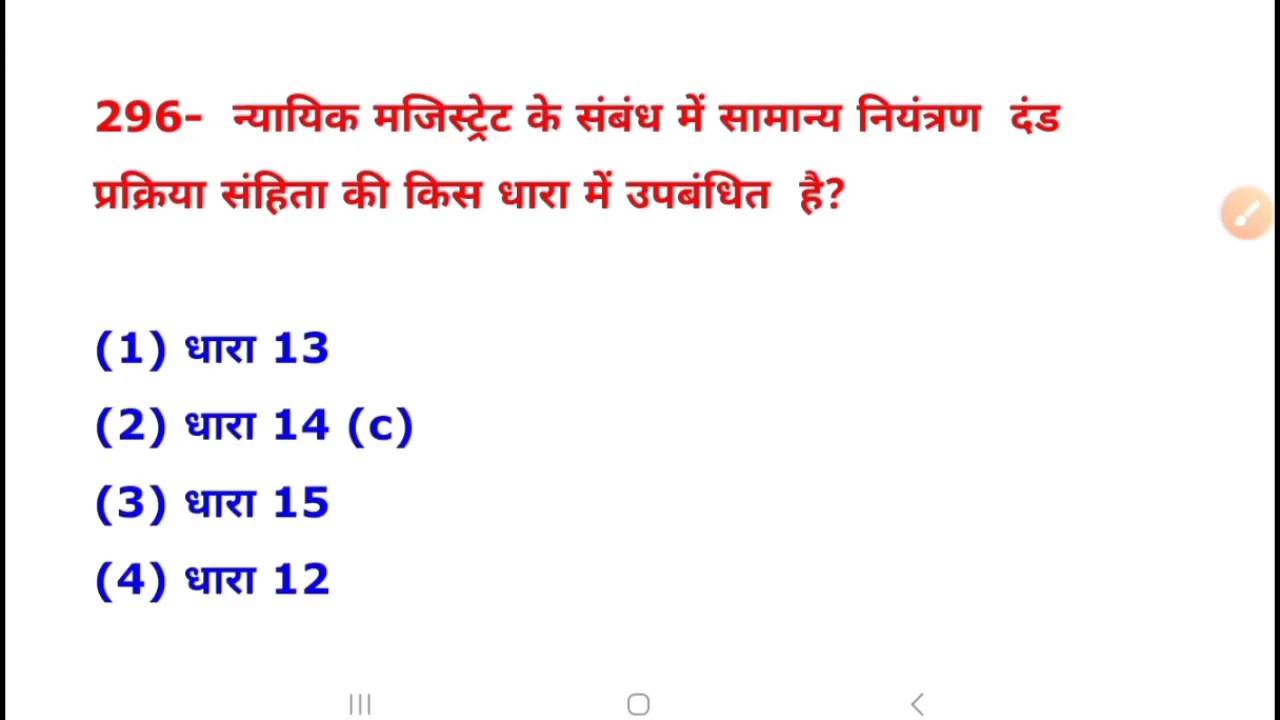 296- न्यायिक मजिस्ट्रेट के संबंध में सामान्य नियंत्रण दंड
प्रक्रिया संहिता की किस धारा में उपबंधित है?
(1) धारा 13
(2) धारा 14 (c)
(3) धारा 15
(4) धारा 12